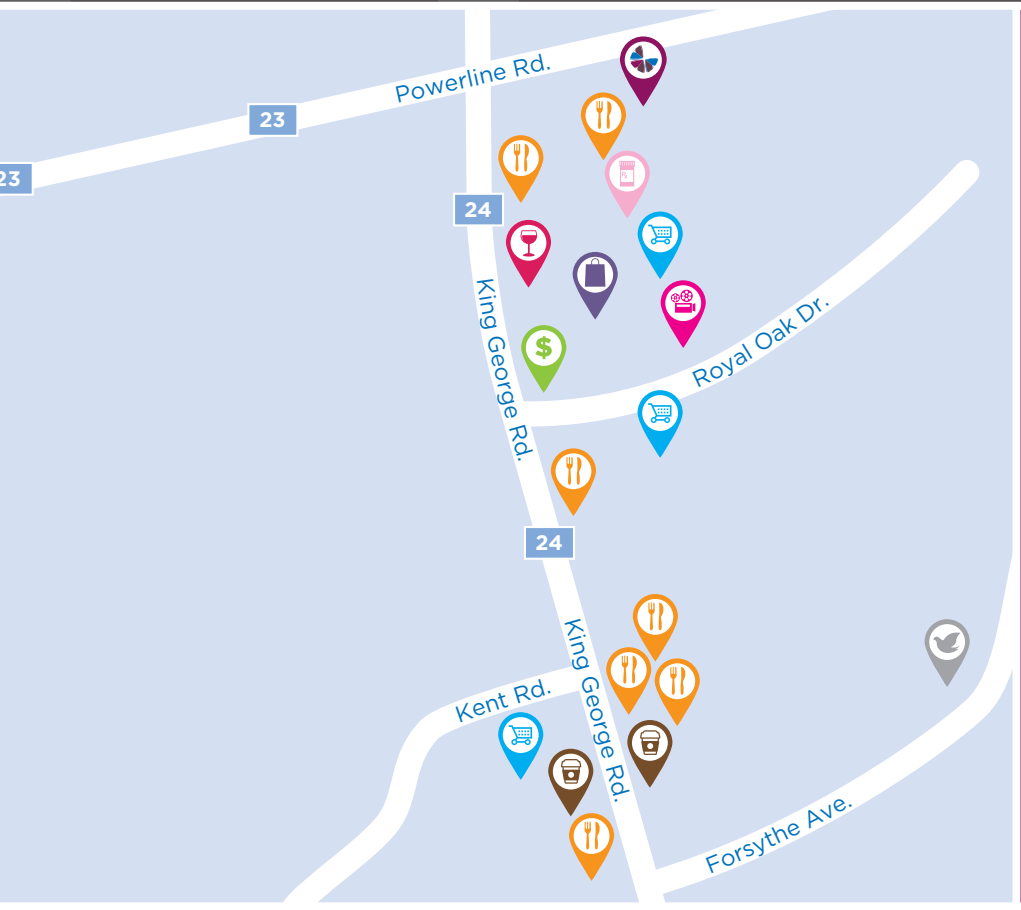 Powerline Rd.
23
23
24
King George Rd.
$
Royal Oak Dr.
24
King George Rd.
Kent Rd.
Forsythe Ave.